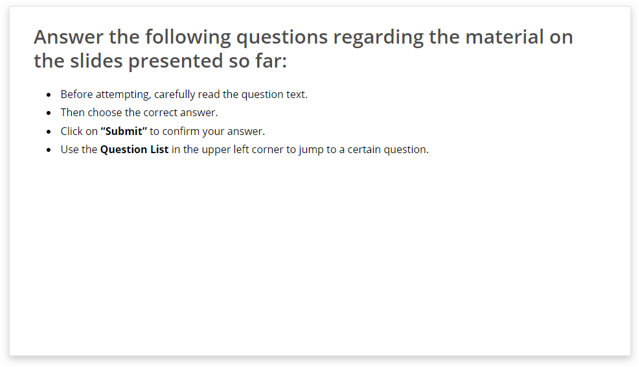 Answer the following questions regarding the material on
the slides presented so far:
Before attempting, carefully read the question text.
Then choose the correct answer.
Click on “Submit” to confirm your answer.
Use the Question List in the upper left corner to jump to a certain question.